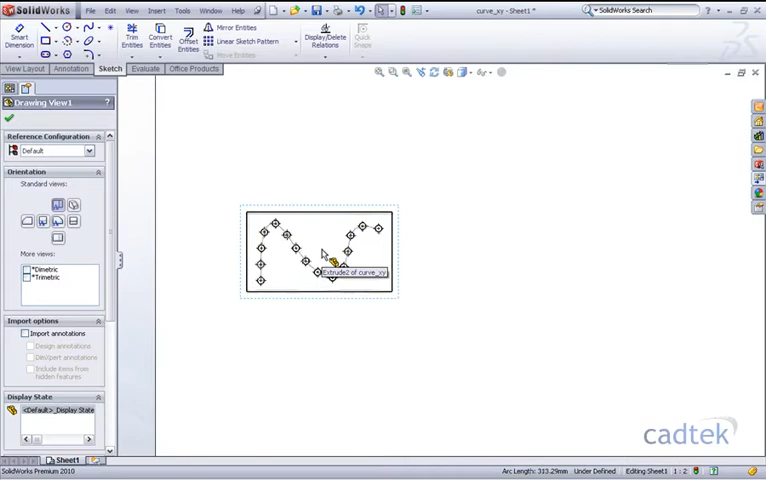 SolidWorks File Edit View Insert Tools Window Help curve_xy - Sheet1 * SolidWorks Search
Smart Dimension
Trim Entities
Convert Entities
Offset Entities
Mirror Entities
Linear Sketch Pattern
Move Entities
Display/Delete Relations
Quick Snaps
View Layout Annotation Sketch Evaluate Office Products
Drawing View1 ?
Reference Configuration
Default
Orientation
Standard views:
More views:
*Dimetric
*Trimetric
Import options
Import annotations
Design annotations
DimXpert annotations
Include items from hidden features
Display State
<Default>_Display State
Extrude2 of curve_xy
cadtek
Sheet1
SolidWorks Premium 2010 Arc Length: 313.29mm Under Defined Editing Sheet1 1 : 2